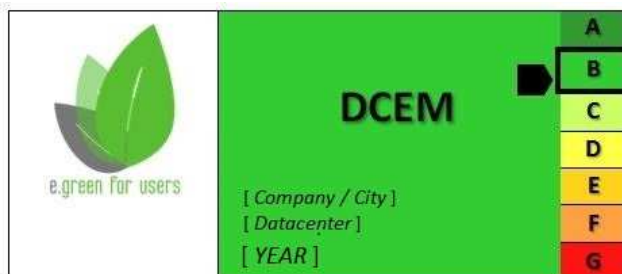 e.green for users
DCEM
[ Company / City ]
[ Datacenter ]
[ YEAR ]
A
B
C
D
E
F
G